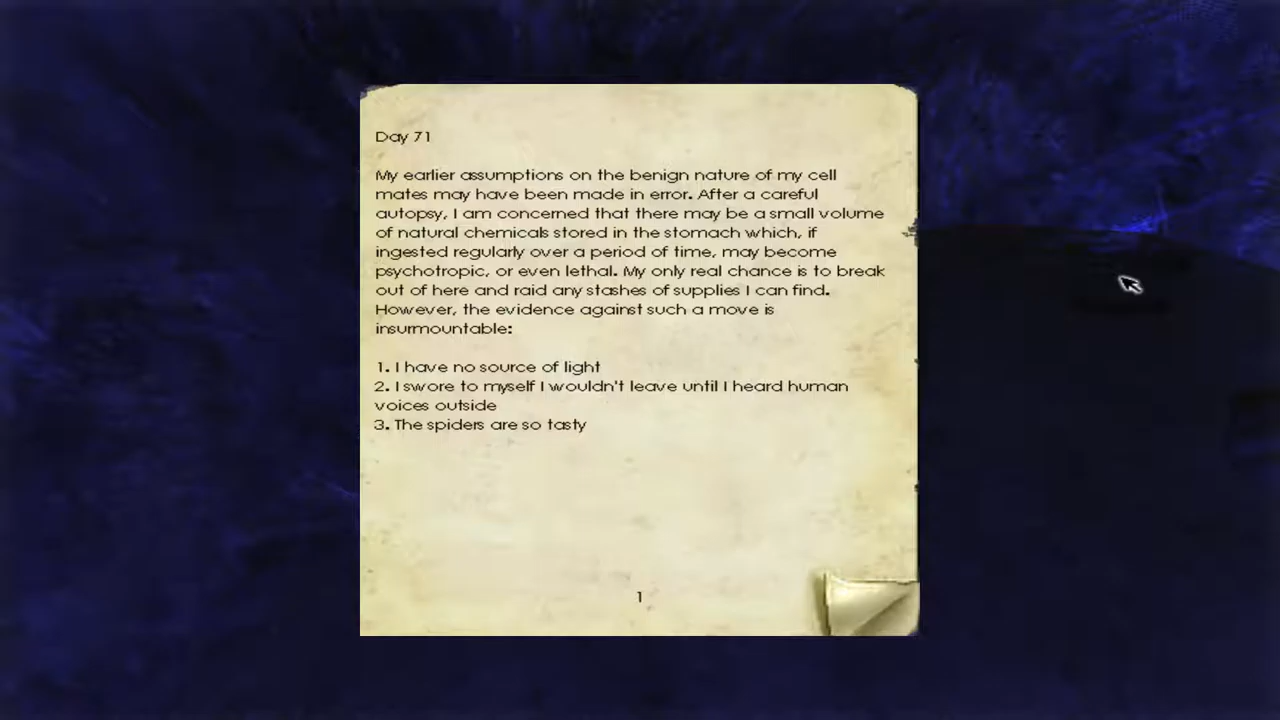 Day 71
My earlier assumptions on the benign nature of my cell
mates may have been made in error. After a careful
autopsy, I am concerned that there may be a small volume
of natural chemicals stored in the stomach which, if
ingested regularly over a period of time, may become
psychotropic, or even lethal. My only real chance is to break
out of here and raid any stashes of supplies I can find.
However, the evidence against such a move is
insurmountable:
1. I have no source of light
2. I swore to myself I wouldn't leave until I heard human
voices outside
3. The spiders are so tasty
1